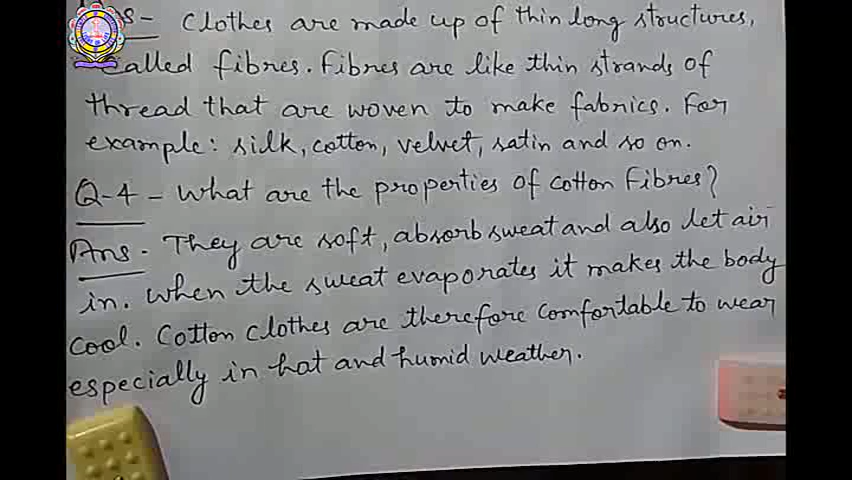 Ans - Clothes are made up of thin long structures,
called fibres. Fibres are like thin strands of
thread that are woven to make fabrics. For
example: silk, cotton, velvet, satin and so on.
Q-4 - What are the properties of cotton Fibres?
Ans - They are soft, absorb sweat and also let air
in. When the sweat evaporates it makes the body
cool. Cotton clothes are therefore comfortable to wear
especially in hot and humid weather.